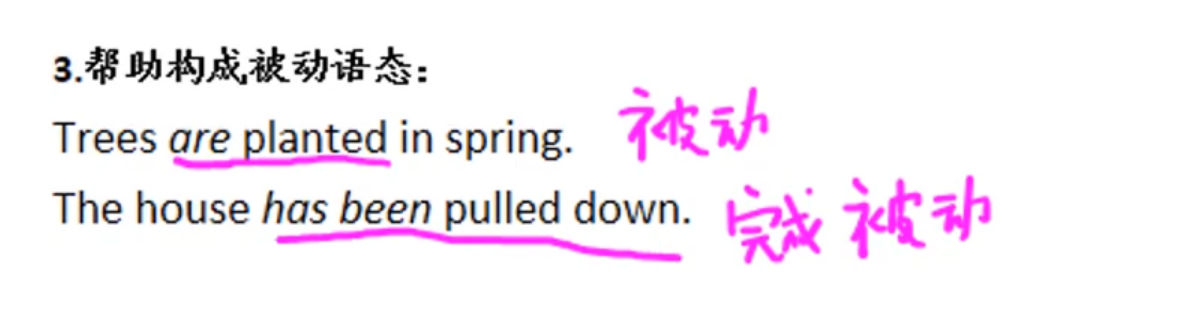 3.帮助构成被动语态：
Trees are planted in spring. 被动
The house has been pulled down. 完成被动